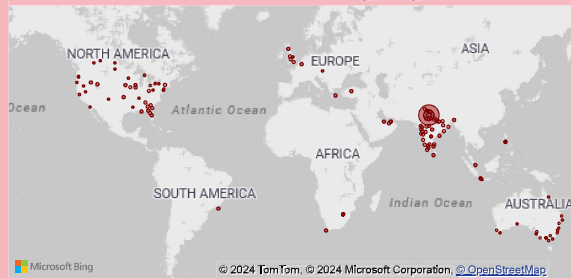 NORTH AMERICA
EUROPE
ASIA
Ocean
Atlantic Ocean
AFRICA
SOUTH AMERICA
Indian Ocean
AUSTRALIA
Microsoft Bing
© 2024 TomTom, © 2024 Microsoft Corporation, © OpenStreetMap